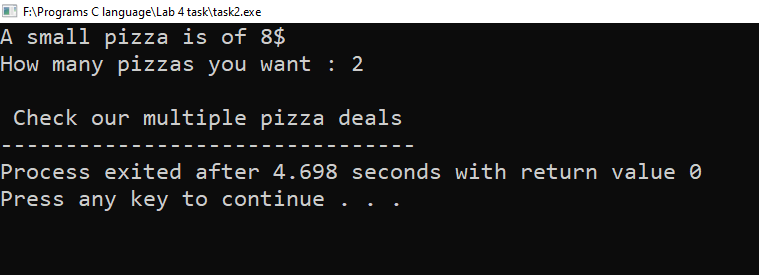 F:\Programs C language\Lab 4 task\task2.exe
A small pizza is of 8$
How many pizzas you want : 2
 Check our multiple pizza deals
--------------------------------
Process exited after 4.698 seconds with return value 0
Press any key to continue . . .